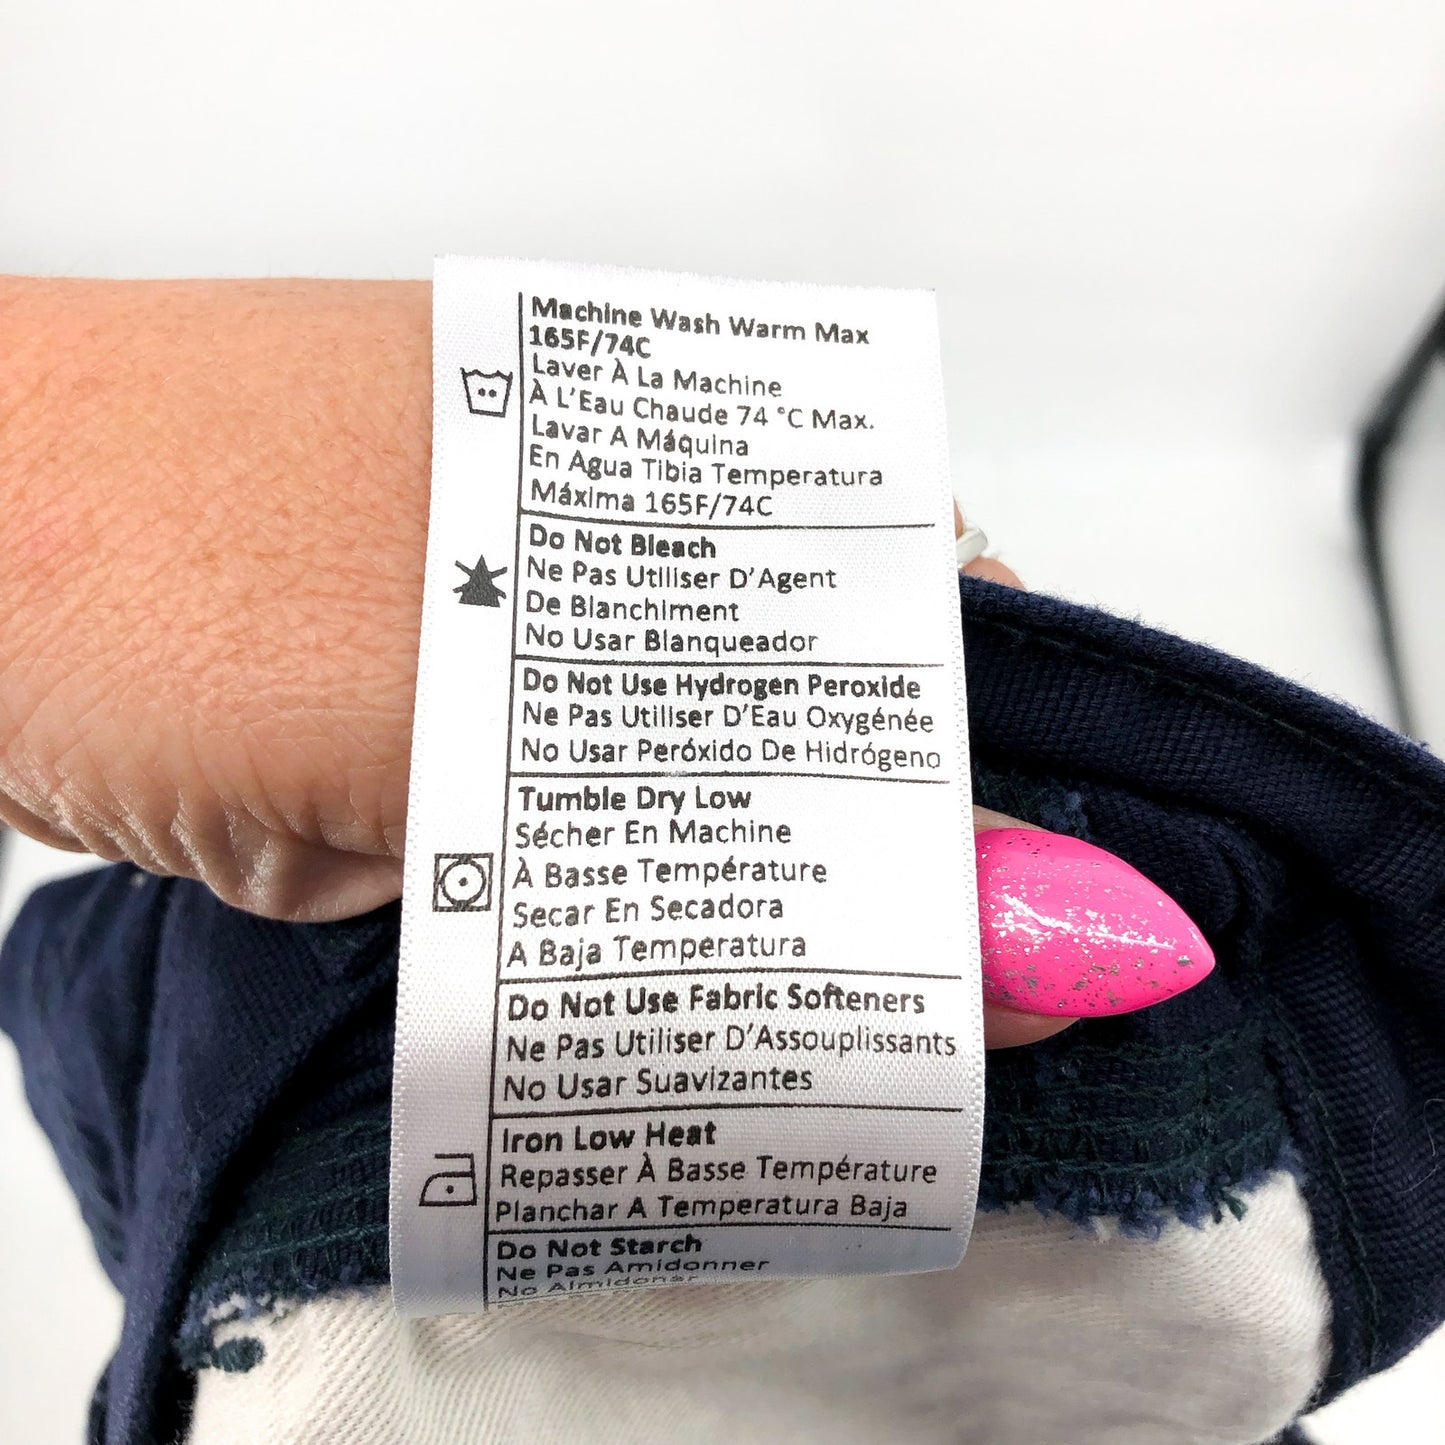 Machine Wash Warm Max
165F/74C
Laver À La Machine
À L'Eau Chaude 74 °C Max.
Lavar A Máquina
En Agua Tibia Temperatura
Máxima 165F/74C
Do Not Bleach
Ne Pas Utiliser D'Agent
De Blanchiment
No Usar Blanqueador
Do Not Use Hydrogen Peroxide
Ne Pas Utiliser D'Eau Oxygénée
No Usar Peróxido De Hidrógeno
Tumble Dry Low
Sécher En Machine
À Basse Température
Secar En Secadora
A Baja Temperatura
Do Not Use Fabric Softeners
Ne Pas Utiliser D'Assouplissants
No Usar Suavizantes
Iron Low Heat
Repasser À Basse Température
Planchar A Temperatura Baja
Do Not Starch
Ne Pas Amidonner
No Almidonar